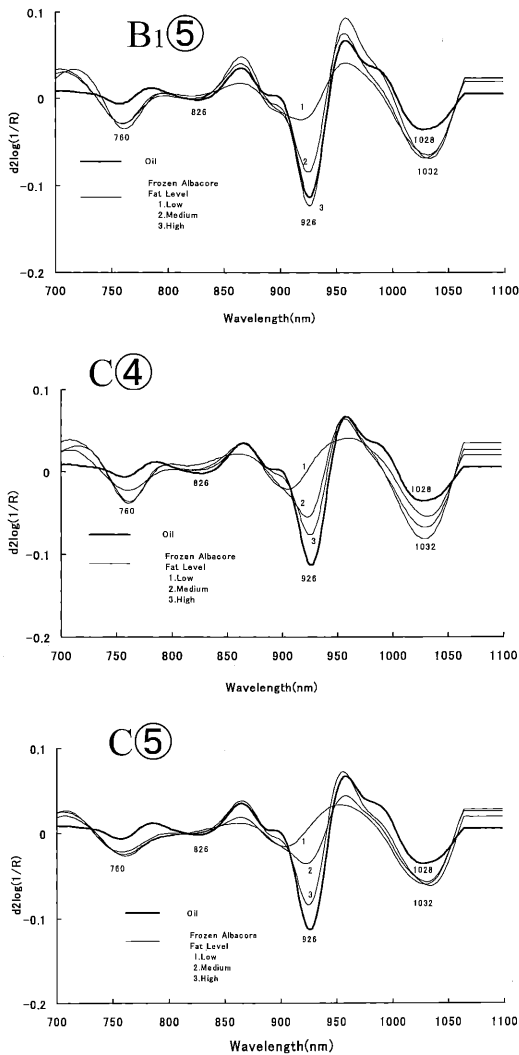 B1⑤
0.1
0
-0.1
-0.2
d2log(1/R)
760
826
926
1028
1032
1
2
3
Oil
Frozen Albacore
Fat Level
1.Low
2.Medium
3.High
700 750 800 850 900 950 1000 1050 1100
Wavelength(nm)
C④
0.1
0
-0.1
-0.2
d2log(1/R)
760
826
926
1028
1032
1
2
3
Oil
Frozen Albacore
Fat Level
1.Low
2.Medium
3.High
700 750 800 850 900 950 1000 1050 1100
Wavelength(nm)
C⑤
0.1
0
-0.1
-0.2
d2log(1/R)
760
826
926
1028
1032
1
2
3
Oil
Frozen Albacore
Fat Level
1.Low
2.Medium
3.High
700 750 800 850 900 950 1000 1050 1100
Wavelength(nm)